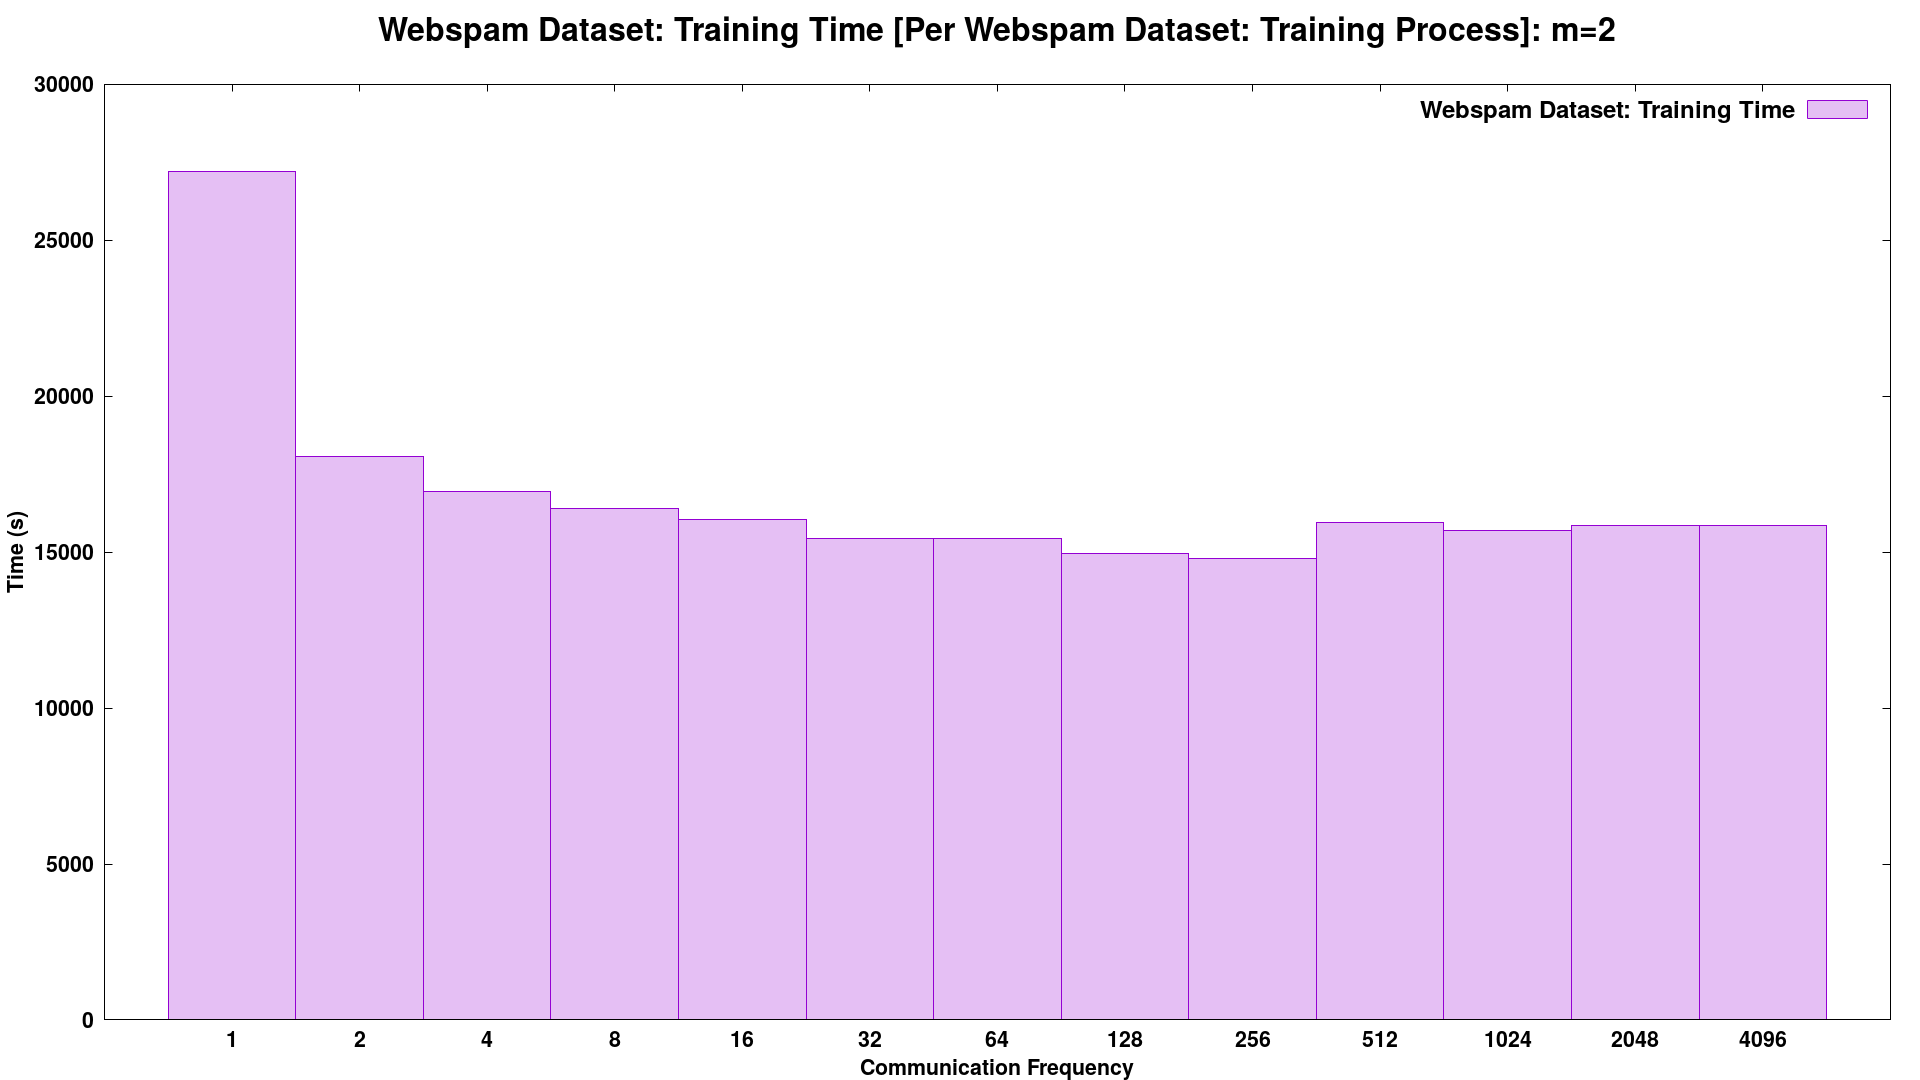 Webspam Dataset: Training Time [Per Webspam Dataset: Training Process]: m=2
Webspam Dataset: Training Time
30000
25000
20000
15000
10000
5000
0
Time (s)
1 2 4 8 16 32 64 128 256 512 1024 2048 4096
Communication Frequency